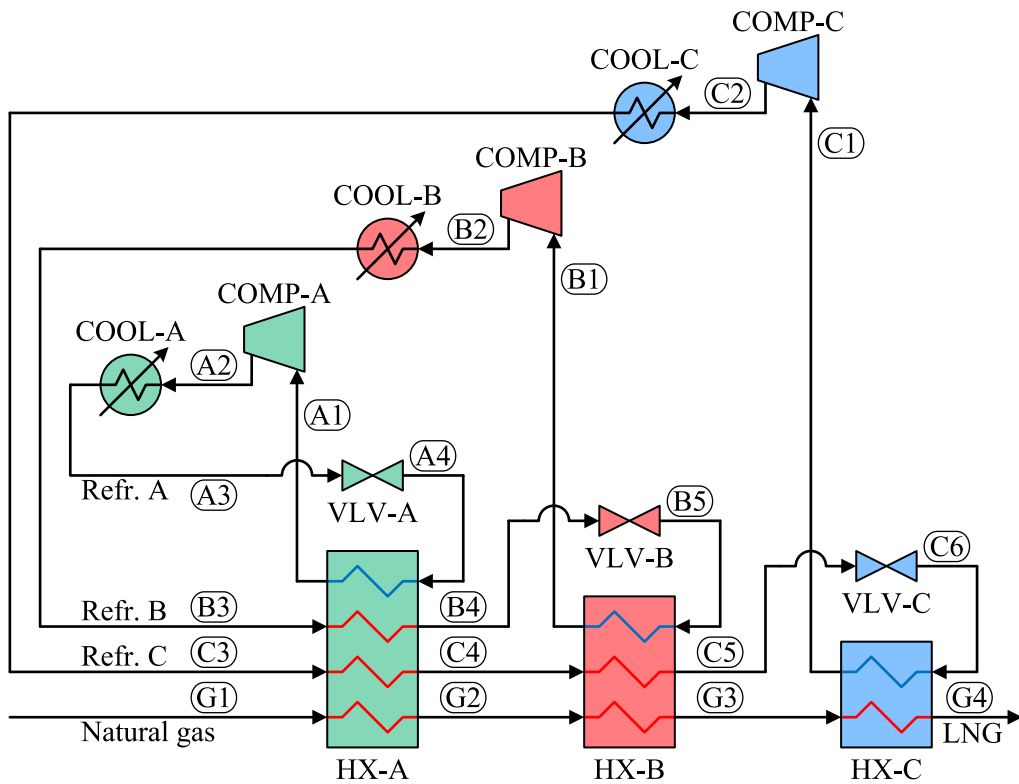 COMP-C
COOL-C
C2
C1
COMP-B
COOL-B
B2
B1
COMP-A
COOL-A
A2
A1
A4
Refr. A
A3
VLV-A
B5
VLV-B
C6
VLV-C
Refr. B
B3
B4
Refr. C
C3
C4
C5
G1
G2
G3
G4
Natural gas
LNG
HX-A
HX-B
HX-C